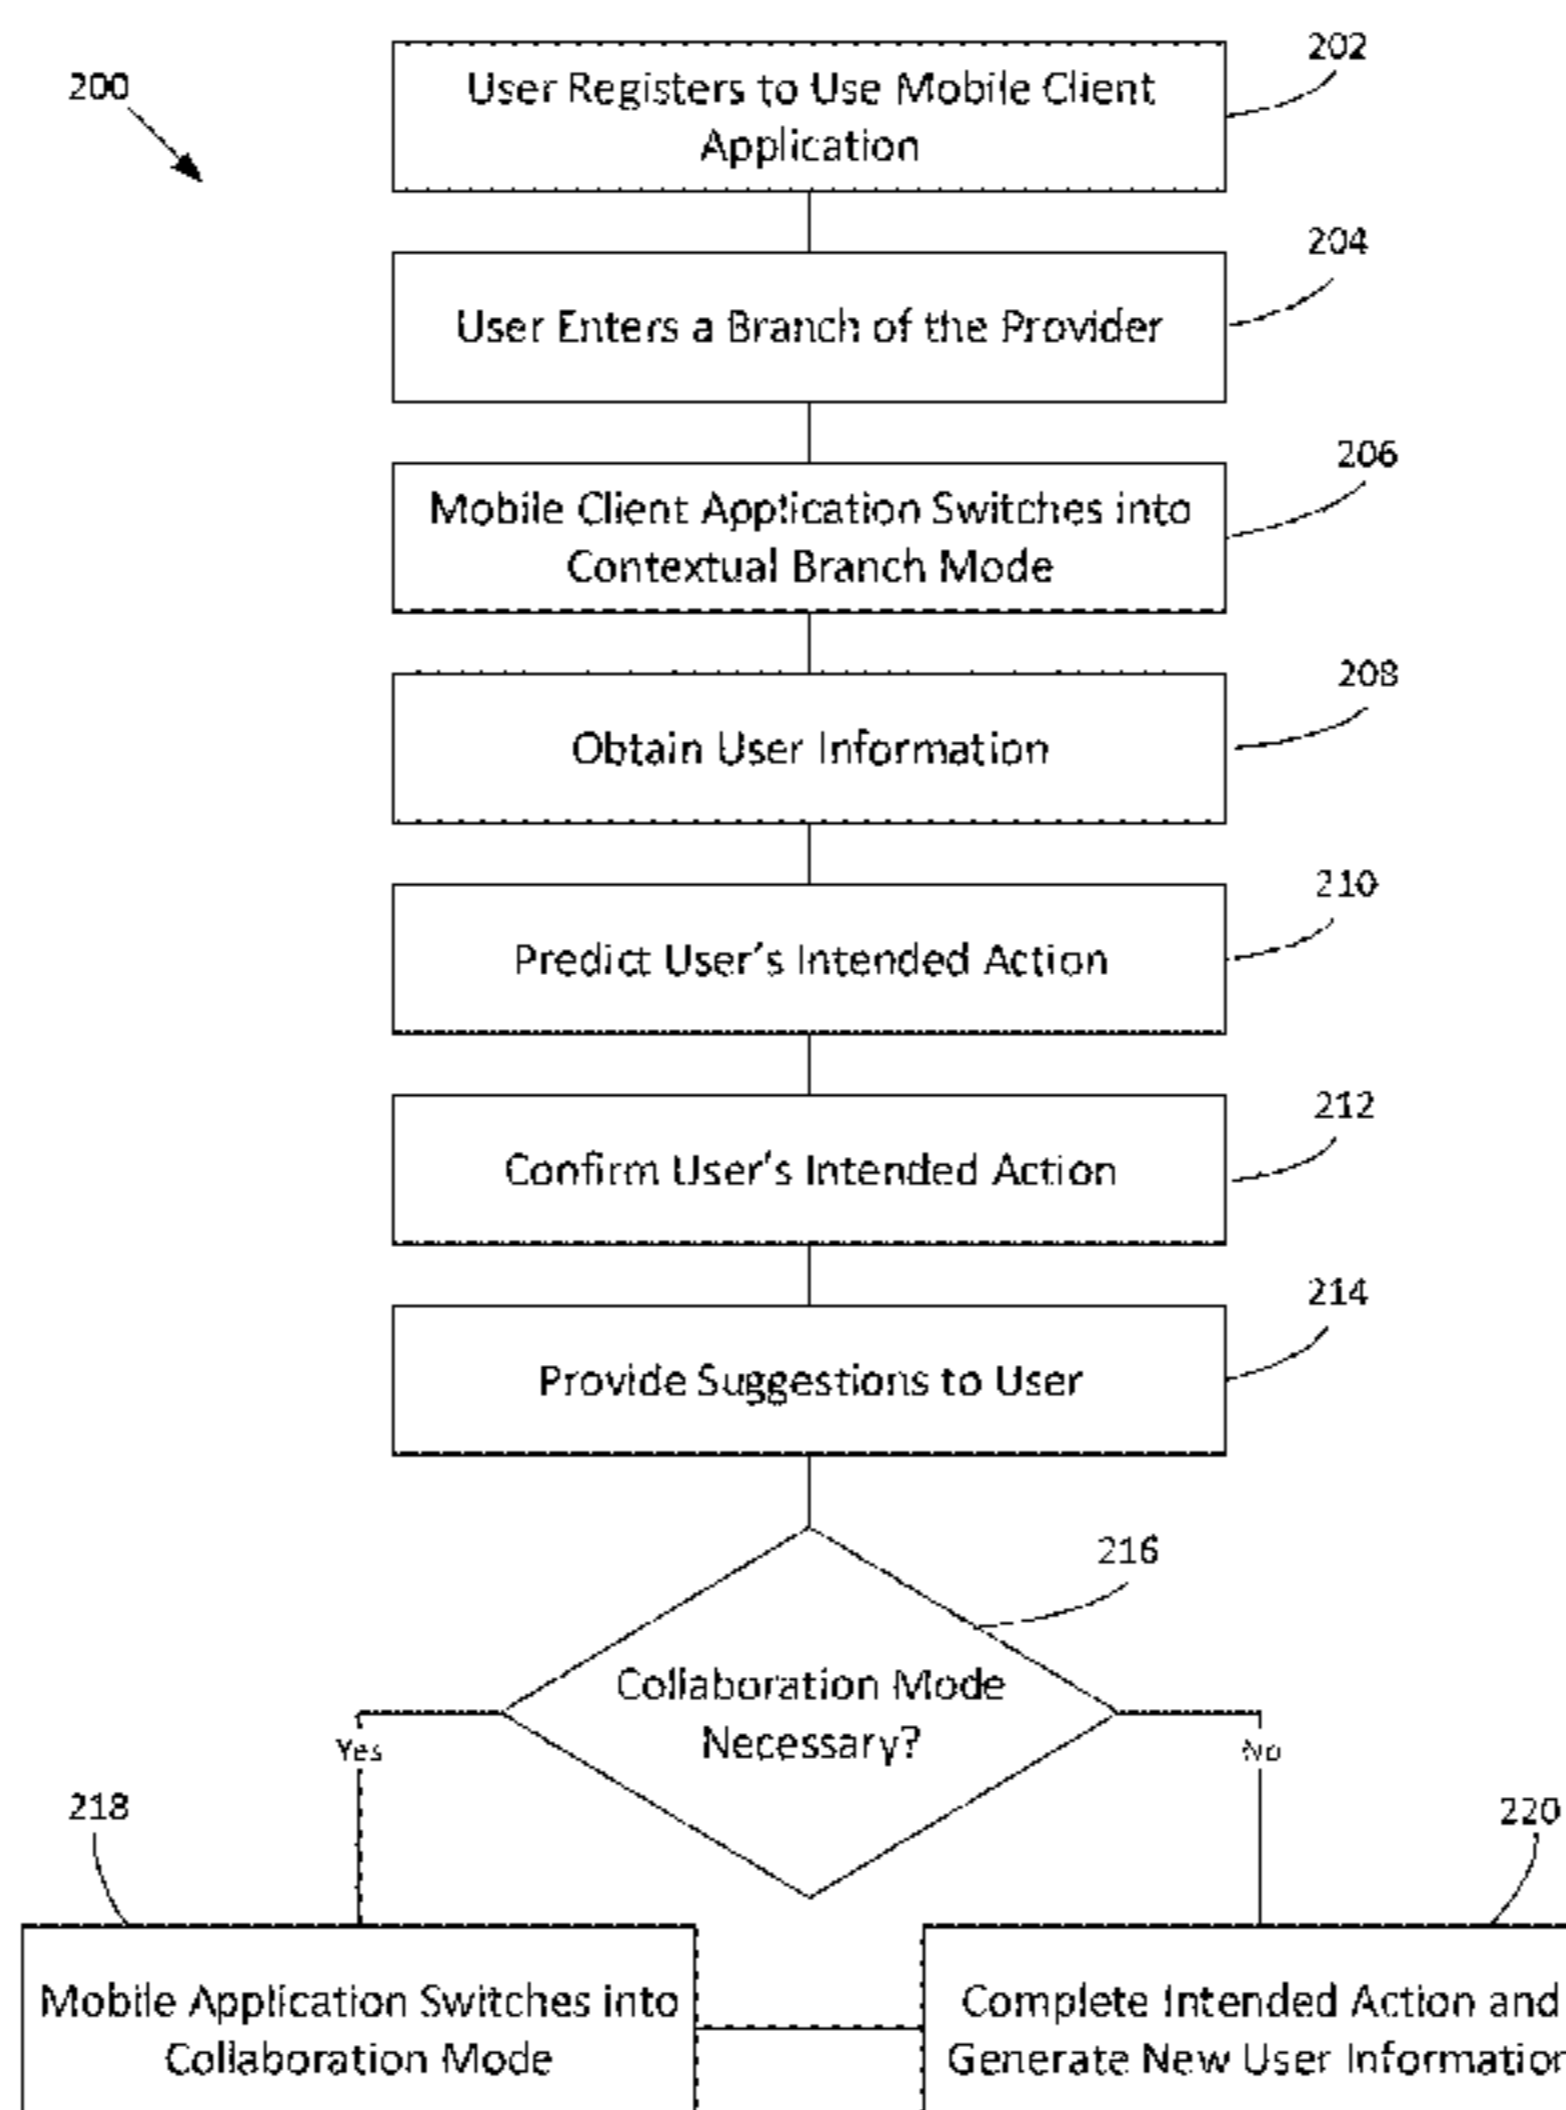 200
202
User Registers to Use Mobile Client
Application
204
User Enters a Branch of the Provider
206
Mobile Client Application Switches into
Contextual Branch Mode
208
Obtain User Information
210
Predict User's Intended Action
212
Confirm User's Intended Action
214
Provide Suggestions to User
216
Collaboration Mode
Necessary?
Yes
No
218
220
Mobile Application Switches into
Collaboration Mode
Complete Intended Action and
Generate New User Information